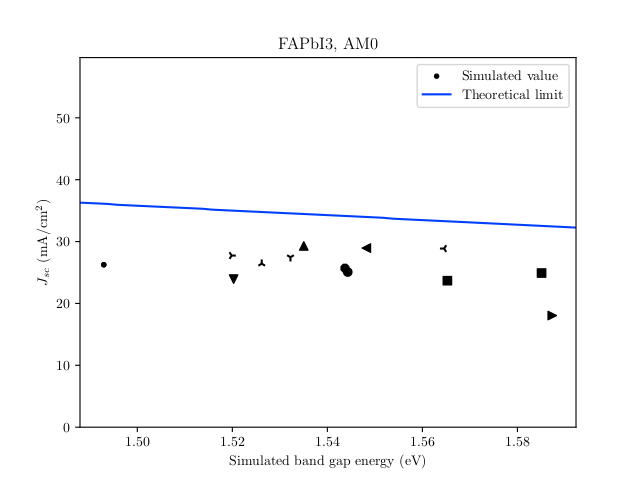 FAPbI3, AM0
Simulated value
Theoretical limit
50
40
30
20
10
0
J_sc (mA/cm²)
1.50 1.52 1.54 1.56 1.58
Simulated band gap energy (eV)